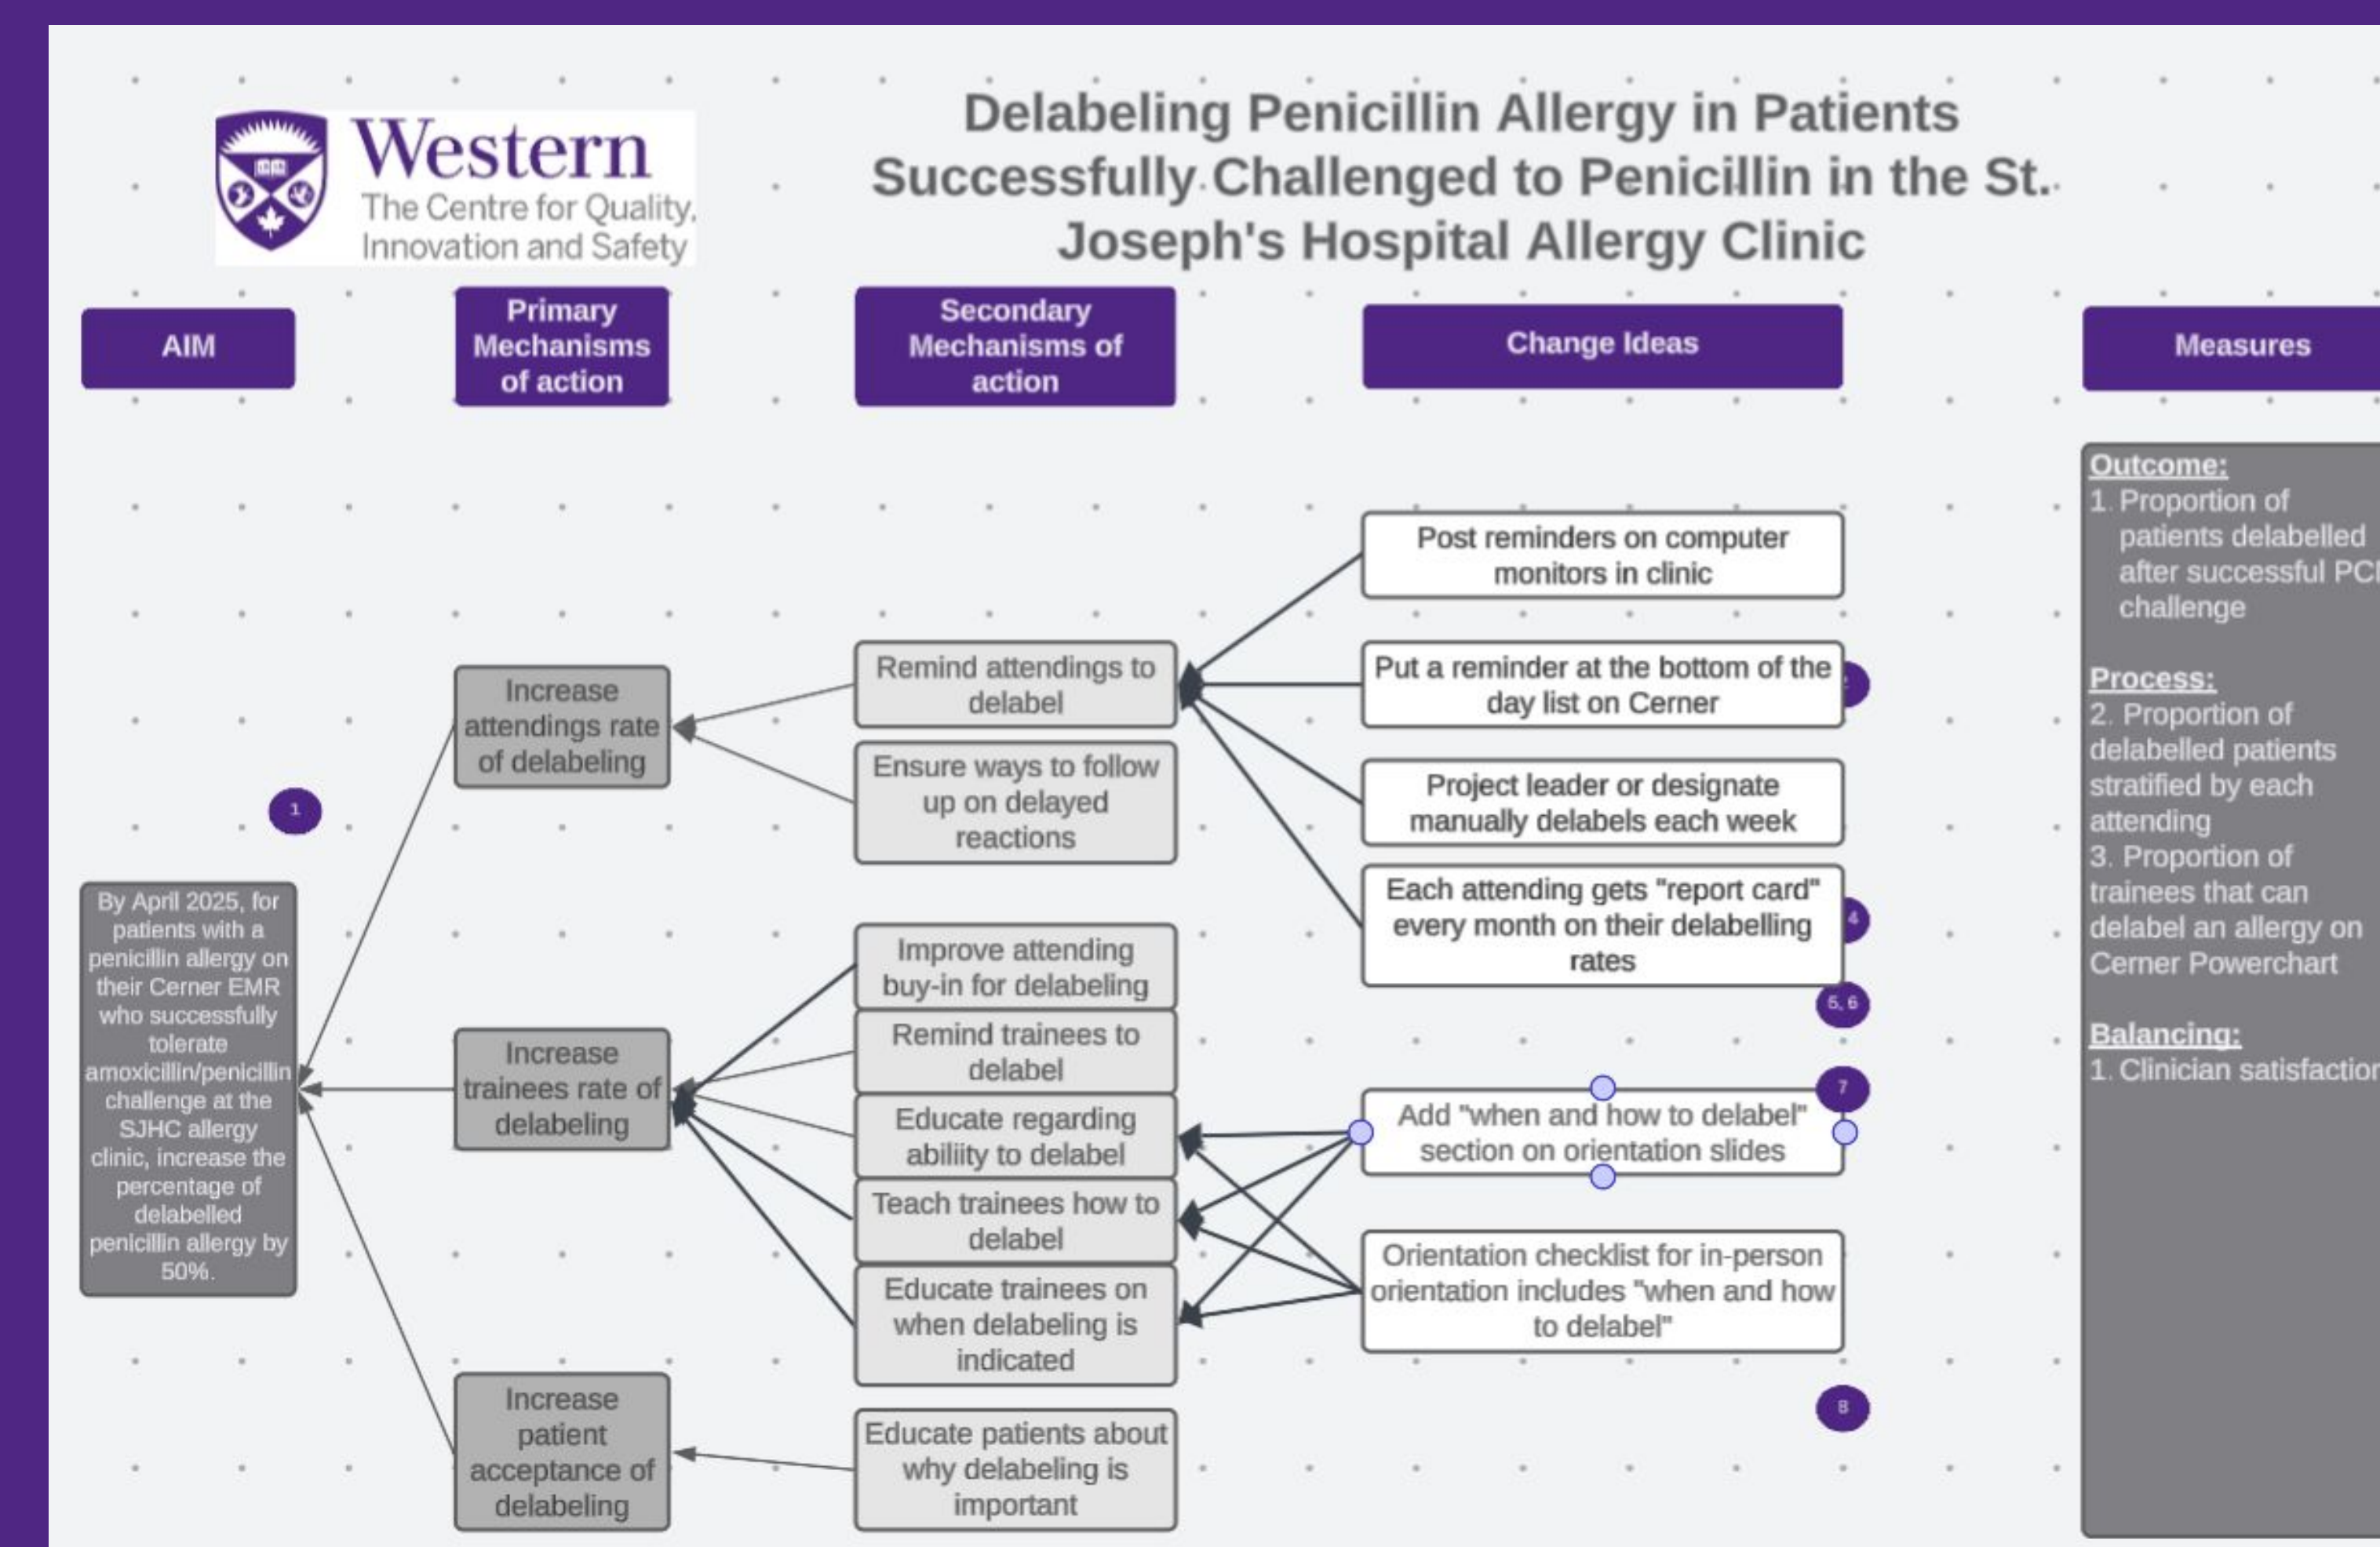 Western
The Centre for Quality,
Innovation and Safety
Delabeling Penicillin Allergy in Patients
Successfully Challenged to Penicillin in the St.
Joseph's Hospital Allergy Clinic
AIM
Primary
Mechanisms
of action
Secondary
Mechanisms of
action
Change Ideas
Measures
1
By April 2025, for
patients with a
penicillin allergy on
their Cerner EMR
who successfully
tolerate
amoxicillin/penicillin
challenge at the
SJHC allergy
clinic, increase the
percentage of
delabelled
penicillin allergy by
50%.
Increase
attendings rate
of delabeling
Increase
trainees rate of
delabeling
Increase
patient
acceptance of
delabeling
Remind attendings to
delabel
Ensure ways to follow
up on delayed
reactions
Improve attending
buy-in for delabeling
Remind trainees to
delabel
Educate regarding
abiliity to delabel
Teach trainees how to
delabel
Educate trainees on
when delabeling is
indicated
Educate patients about
why delabeling is
important
Post reminders on computer
monitors in clinic
Put a reminder at the bottom of the
day list on Cerner
Project leader or designate
manually delabels each week
Each attending gets "report card"
every month on their delabelling
rates
4
5, 6
7
Add "when and how to delabel"
section on orientation slides
Orientation checklist for in-person
orientation includes "when and how
to delabel"
8
Outcome:
1. Proportion of
patients delabelled
after successful
challenge
Process:
2. Proportion of
delabelled patients
stratified by each
attending
3. Proportion of
trainees that can
delabel an allergy on
Cerner Powerchart
Balancing:
1. Clinician satisfaction